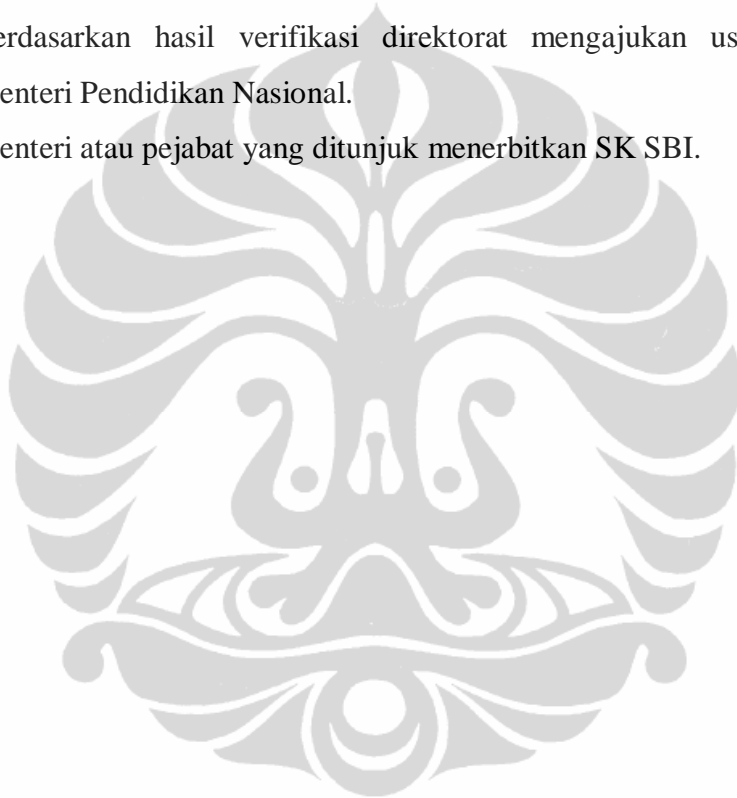 erdasarkan hasil verifikasi direktorat mengajukan us
enteri Pendidikan Nasional.
enteri atau pejabat yang ditunjuk menerbitkan SK SBI.